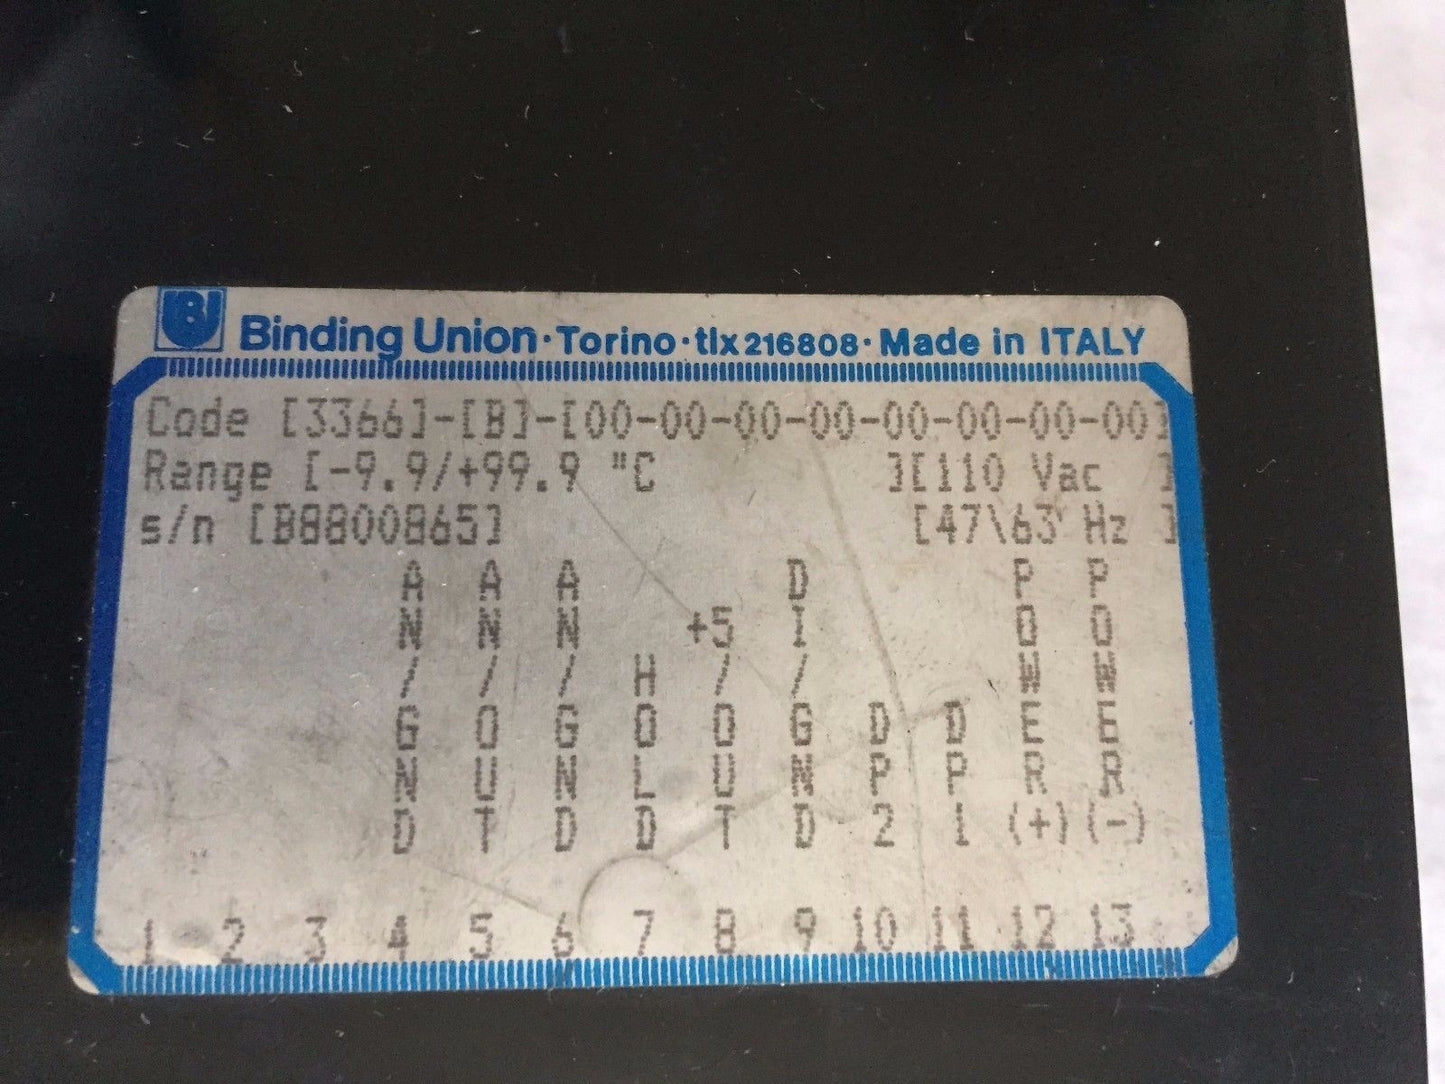 BU Binding Union · Torino · tlx 216808 · Made in ITALY
Code [3366]-[B]-[00-00-00-00-00-00-00-00]
Range [-9.9/+99.9 "C ][110 Vac ]
s/n [B8800865] [47\63 Hz ]
A A A D P P
N N N +5 I O O
/ / / H / / W W
G O G O O G D D E E
N U N L U N P P R R
D T D D T D 2 1 (+) (-)
1 2 3 4 5 6 7 8 9 10 11 12 13